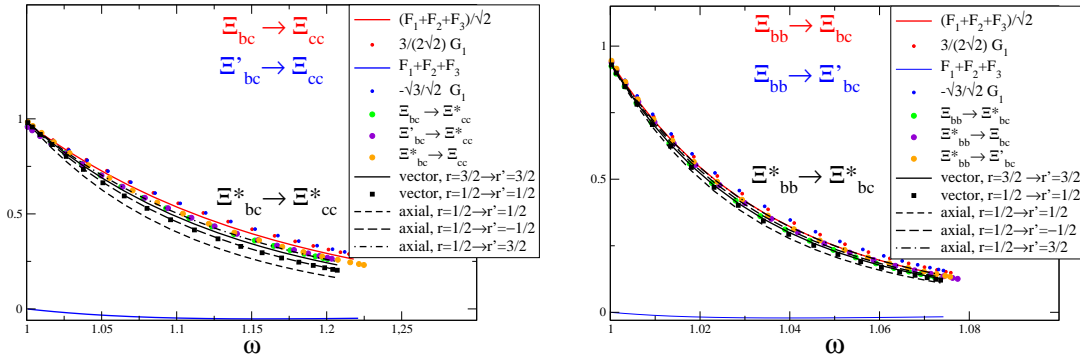 Ξbc → Ξcc
Ξ'bc → Ξcc
Ξ*bc → Ξ*cc
(F1+F2+F3)/√2
3/(2√2) G1
F1+F2+F3
-√3/√2 G1
Ξbc → Ξ*cc
Ξ'bc → Ξ*cc
Ξ*bc → Ξcc
vector, r=3/2→r'=3/2
vector, r=1/2→r'=1/2
axial, r=1/2→r'=1/2
axial, r=1/2→r'=−1/2
axial, r=1/2→r'=3/2
1
0.5
0
1 1.05 1.1 1.15 1.2 1,25
ω
Ξbb → Ξbc
Ξbb → Ξ'bc
Ξ*bb → Ξ*bc
(F1+F2+F3)/√2
3/(2√2) G1
F1+F2+F3
-√3/√2 G1
Ξbb → Ξ*bc
Ξ*bb → Ξbc
Ξ*bb → Ξ'bc
vector, r=3/2→r'=3/2
vector, r=1/2→r'=1/2
axial, r=1/2→r'=1/2
axial, r=1/2→r'=−1/2
axial, r=1/2→r'=3/2
1
0.5
0
1 1.02 1.04 1.06 1.08
ω